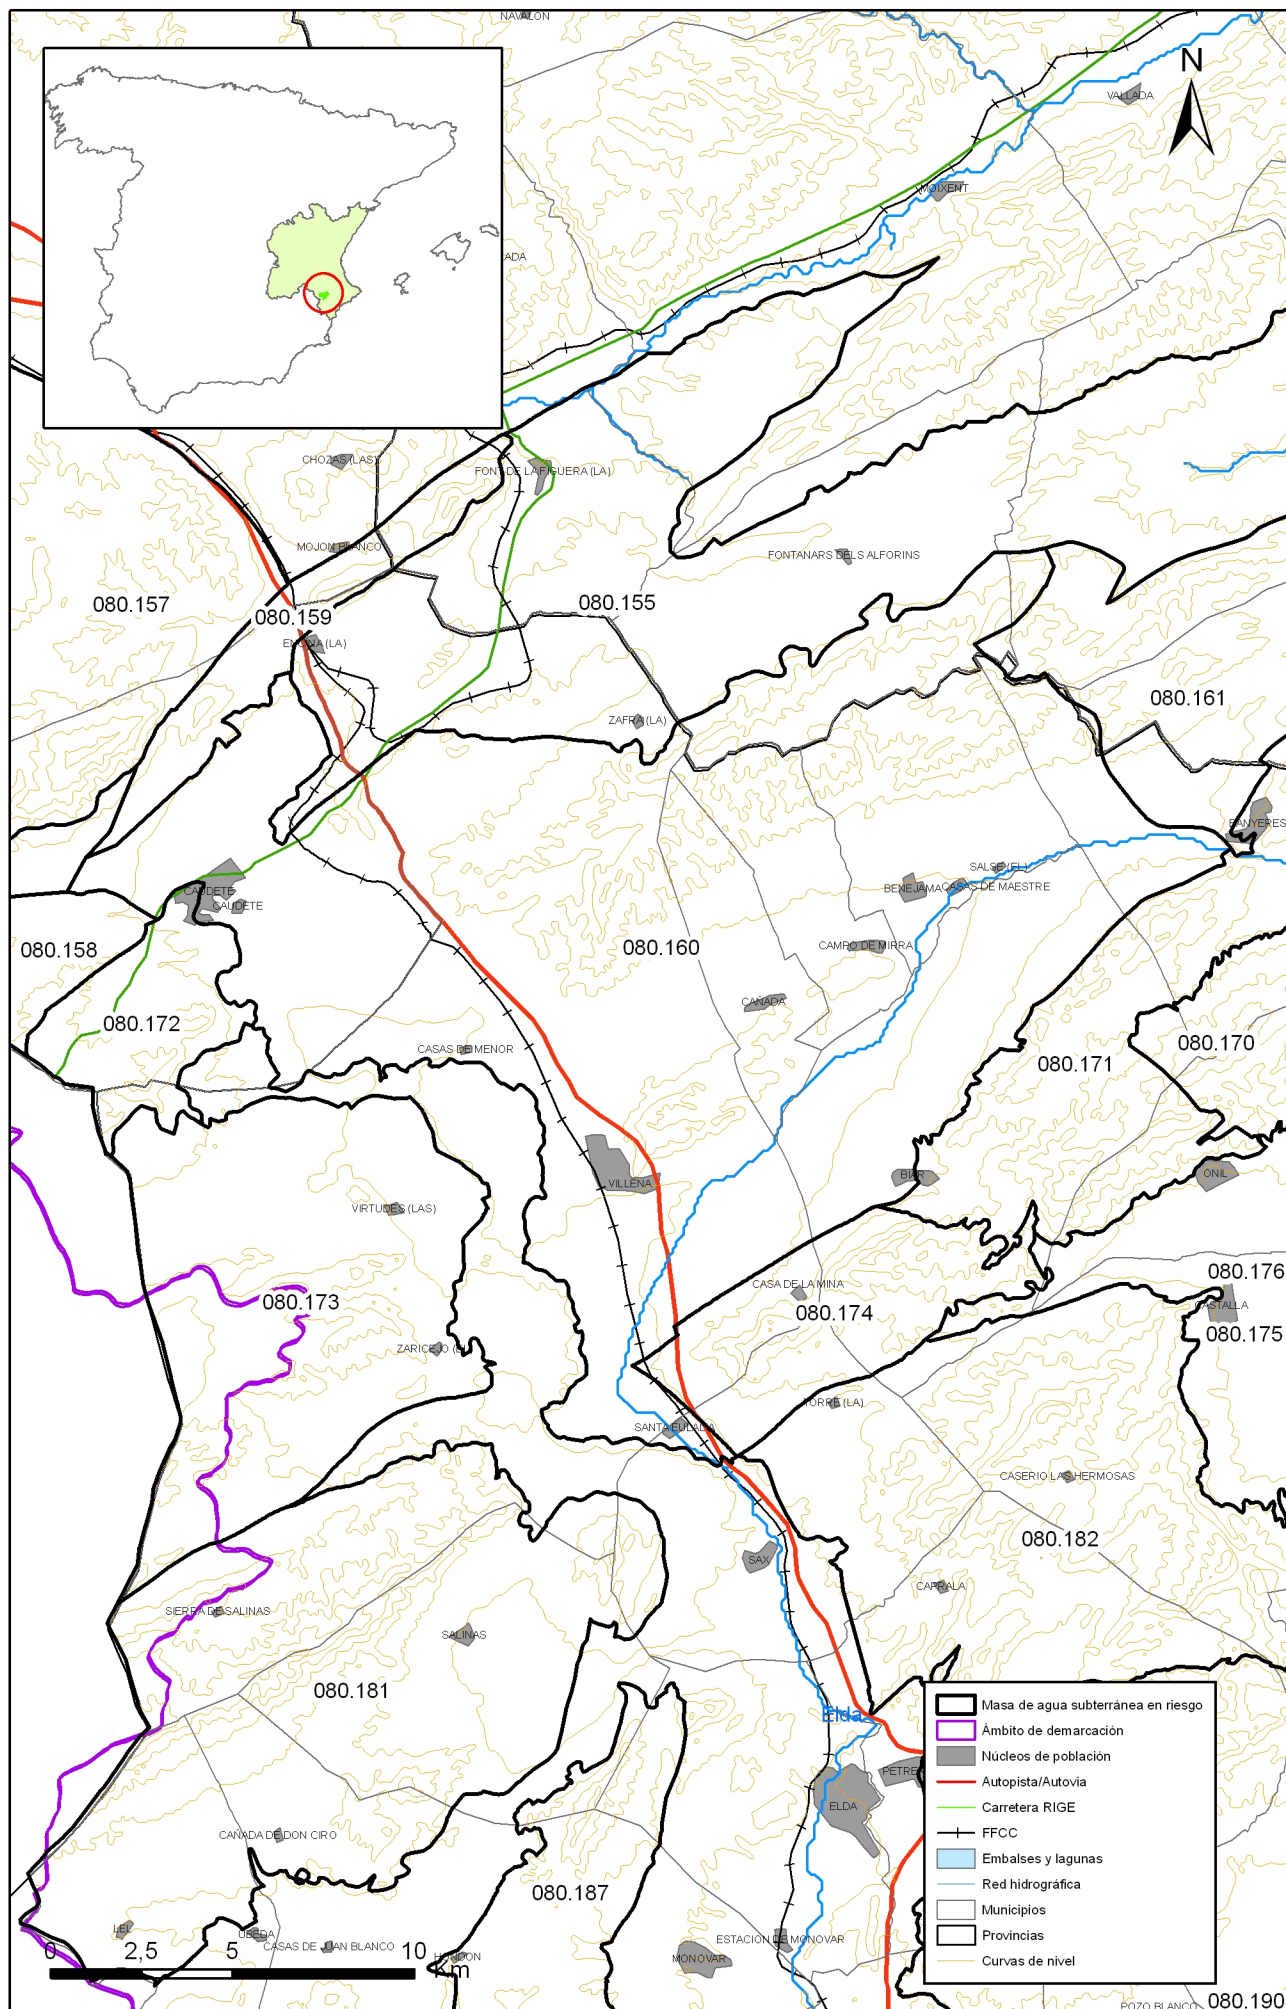 NAVALON
N
VALLADA
MOIXENT
ADA
CHOZAS (LAS)
FONT DE LA FIGUERA (LA)
MOJON BLANCO
FONTANARS DELS ALFORINS
080.157
080.155
080.159
ENCINA (LA)
080.161
ZAFRA (LA)
BANYERES
SALSE (EL)
CAUDETE
BENEJAMA
CASAS DE MAESTRE
CAUDETE
080.158
080.160
CAMPO DE MIRRA
CAÑADA
080.172
080.170
CASAS DE MENOR
080.171
BIAR
ONIL
VILLENA
VIRTUDES (LAS)
080.176
CASA DE LA MINA
080.173
080.174
CASTALLA
080.175
ZARICEJO (EL)
TORRE (LA)
SANTA EULALIA
CASERIO LAS HERMOSAS
080.182
SAX
CAPRALA
SIERRA DE SALINAS
SALINAS
080.181
Elda
PETRE
ELDA
CAÑADA DE DON CIRO
080.187
LEL
UBEDA
CASAS DE JUAN BLANCO
ESTACION DE MONOVAR
MONOVAR
POZO BLANCO
080.190
0 2,5 5 10
Km
Masa de agua subterránea en riesgo
Ámbito de demarcación
Núcleos de población
Autopista/Autovia
Carretera RIGE
FFCC
Embalses y lagunas
Red hidrográfica
Municipios
Provincias
Curvas de nivel